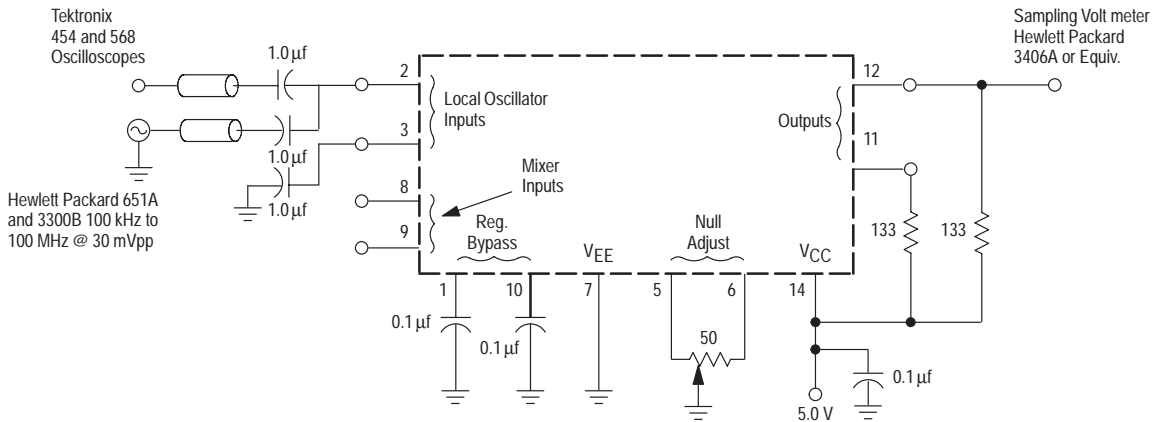 Tektronix
454 and 568
Oscilloscopes
Sampling Volt meter
Hewlett Packard
3406A or Equiv.
1.0 µf
2
12
Local Oscillator
Inputs
Outputs
3
11
1.0 µf
Mixer
Inputs
8
1.0 µf
Hewlett Packard 651A
and 3300B 100 kHz to
100 MHz @ 30 mVpp
9
Reg.
Bypass
Null
Adjust
133
133
VEE
VCC
1
10
7
5
6
14
0.1 µf
0.1 µf
50
0.1 µf
5.0 V